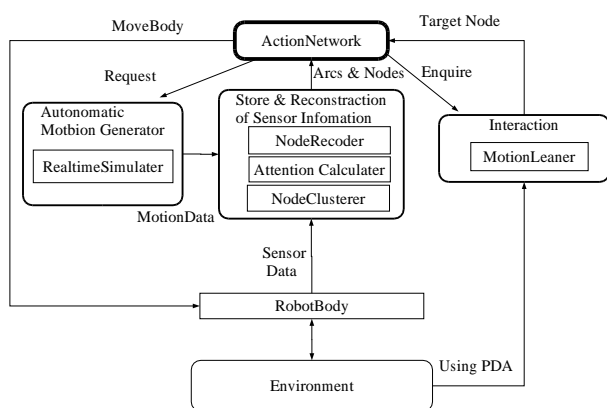 MoveBody
Target Node
ActionNetwork
Request
Arcs & Nodes
Enquire
Autonomatic
Motbion Generator
RealtimeSimulater
Store & Reconstraction
of Sensor Infomation
NodeRecoder
Attention Calculater
NodeClusterer
Interaction
MotionLeaner
MotionData
Sensor
Data
RobotBody
Using PDA
Environment